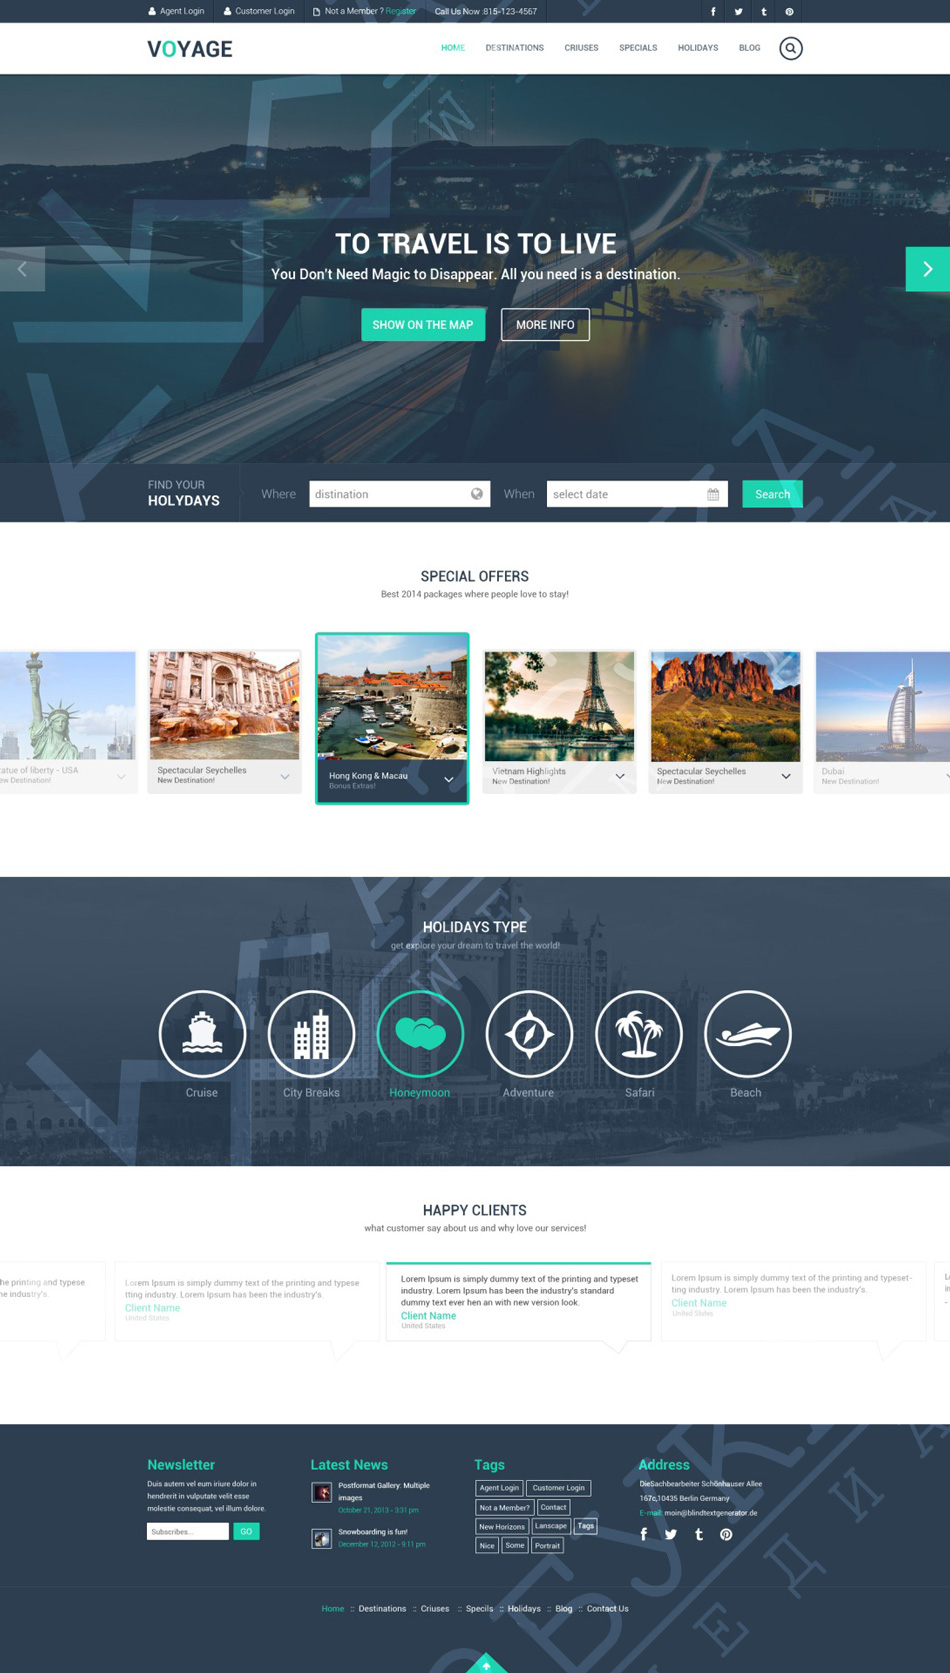 Agent Login
Customer Login
Not a Member ? Register
Call Us Now :815-123-4567
VOYAGE
HOME
DESTINATIONS
CRIUSES
SPECIALS
HOLIDAYS
BLOG
TO TRAVEL IS TO LIVE
You Don't Need Magic to Disappear. All you need is a destination.
SHOW ON THE MAP
MORE INFO
FIND YOUR
HOLYDAYS
Where
distination
When
select date
Search
SPECIAL OFFERS
Best 2014 packages where people love to stay!
atue of liberty - USA
ew Destination!
Spectacular Seychelles
New Destination!
Hong Kong & Macau
Bonus Extras!
Vietnam Highlights
New Destination!
Spectacular Seychelles
New Destination!
Dubai
New Destination!
HOLIDAYS TYPE
get explore your dream to travel the world!
Cruise
City Breaks
Honeymoon
Adventure
Safari
Beach
HAPPY CLIENTS
what customer say about us and why love our services!
he printing and typese
e industry's.
Lorem Ipsum is simply dummy text of the printing and typese
tting industry. Lorem Ipsum has been the industry's.
Client Name
United States
Lorem Ipsum is simply dummy text of the printing and typeset
industry. Lorem Ipsum has been the industry's standard
dummy text ever hen an with new version look.
Client Name
United States
Lorem Ipsum is simply dummy text of the printing and typeset-
ting industry. Lorem Ipsum has been the industry's.
Client Name
United States
Newsletter
Duis autem vel eum iriure dolor in
hendrerit in vulputate velit esse
molestie consequat, vel illum dolore.
Subscribes...
GO
Latest News
Postformat Gallery: Multiple
images
October 21, 2013 - 3:31 pm
Snowboarding is fun!
December 12, 2012 - 9:11 pm
Tags
Agent Login
Customer Login
Not a Member?
Contact
New Horizons
Lanscape
Tags
Nice
Some
Portrait
Address
DieSachbearbeiter Schönhauser Allee
167c,10435 Berlin Germany
E-mail: moin@blindtextgenerator.de
Home :: Destinations :: Criuses :: Specils :: Holidays :: Blog :: Contact Us